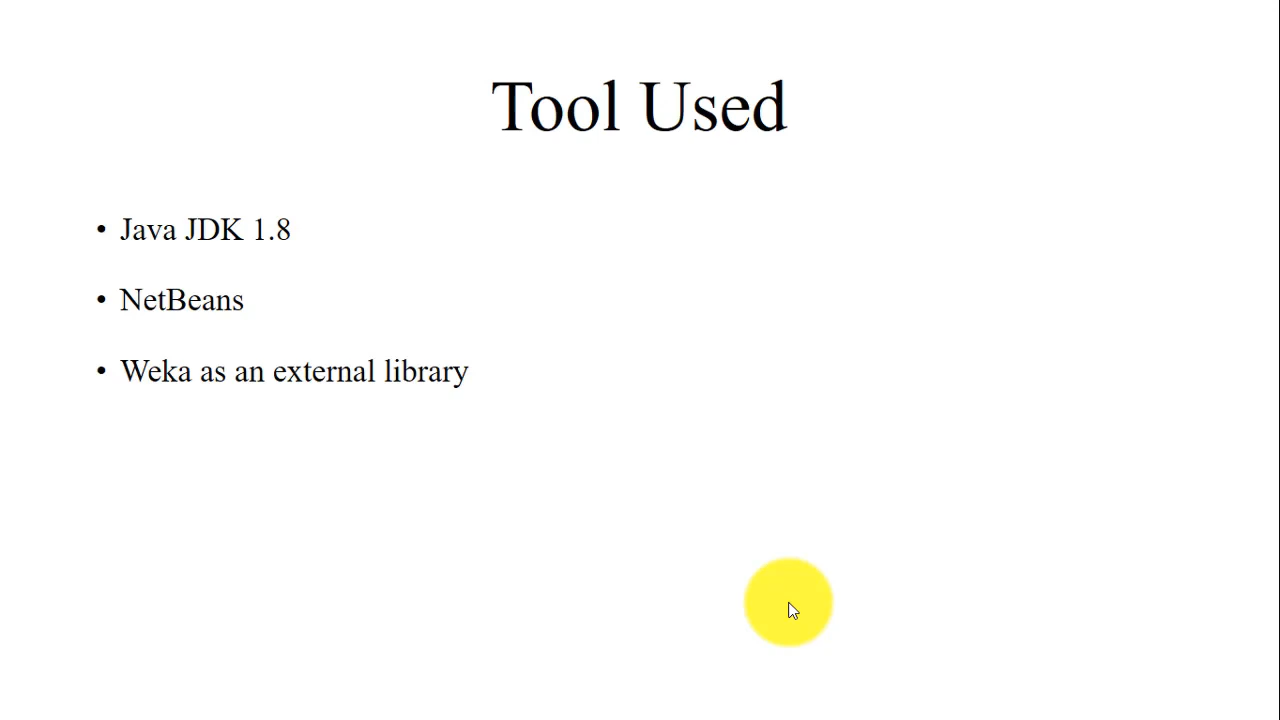 Tool Used
• Java JDK 1.8
• NetBeans
• Weka as an external library